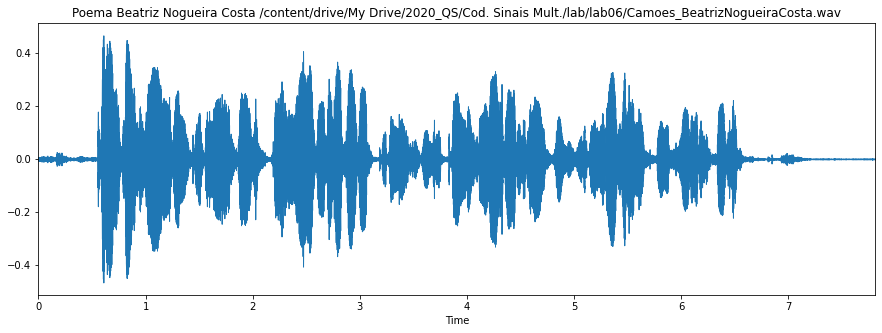 Poema Beatriz Nogueira Costa /content/drive/My Drive/2020_QS/Cod. Sinais Mult./lab/lab06/Camoes_BeatrizNogueiraCosta.wav
0.4
0.2
0.0
−0.2
−0.4
0 1 2 3 4 5 6 7
Time